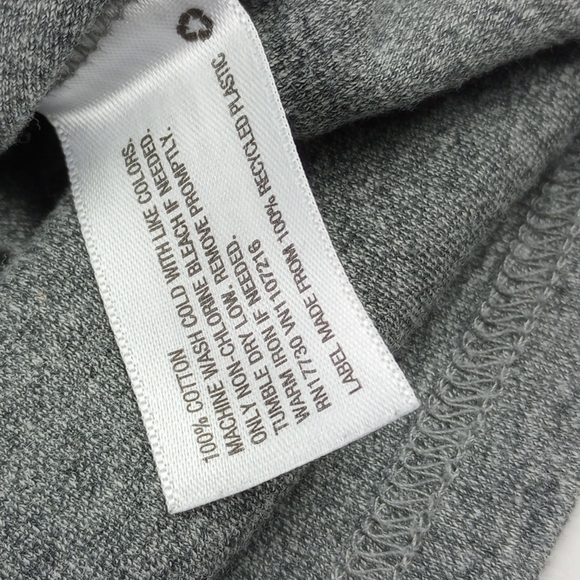 100% COTTON
MACHINE WASH COLD WITH LIKE COLORS.
ONLY NON CHLORINE BLEACH IF NEEDED.
TUMBLE DRY LOW. REMOVE PROMPTLY.
WARM IRON IF NEEDED.
RN17730 VN1107216
LABEL MADE FROM 100% RECYCLED PLASTIC